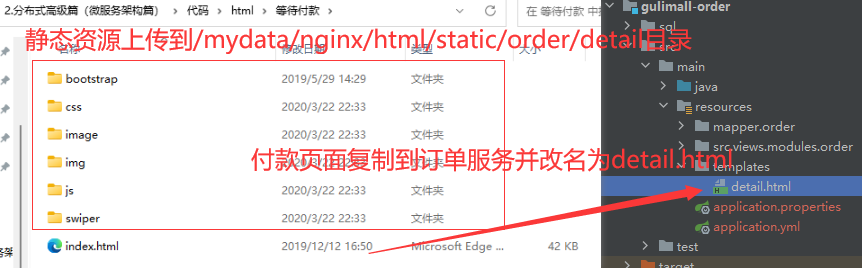 2.分布式高级篇（微服务架构篇） > 代码 > html > 等待付款 >
在 等待付款 中
静态资源上传到/mydata/nginx/html/static/order/detail目录
名称 修改日期 类型 大小
bootstrap 2019/5/29 14:29 文件夹
css 2020/3/22 22:33 文件夹
image 2020/3/22 22:33 文件夹
img 2020/3/22 22:33 文件夹
付款页面复制到订单服务并改名为detail.html
js 2020/3/22 22:33 文件夹
swiper 2020/3/22 22:33 文件夹
index.html 2019/12/12 16:50 Microsoft Edge ... 42 KB
gulimall-order
sql
src
main
java
resources
mapper.order
src.views.modules.order
templates
detail.html
application.properties
application.yml
test
target